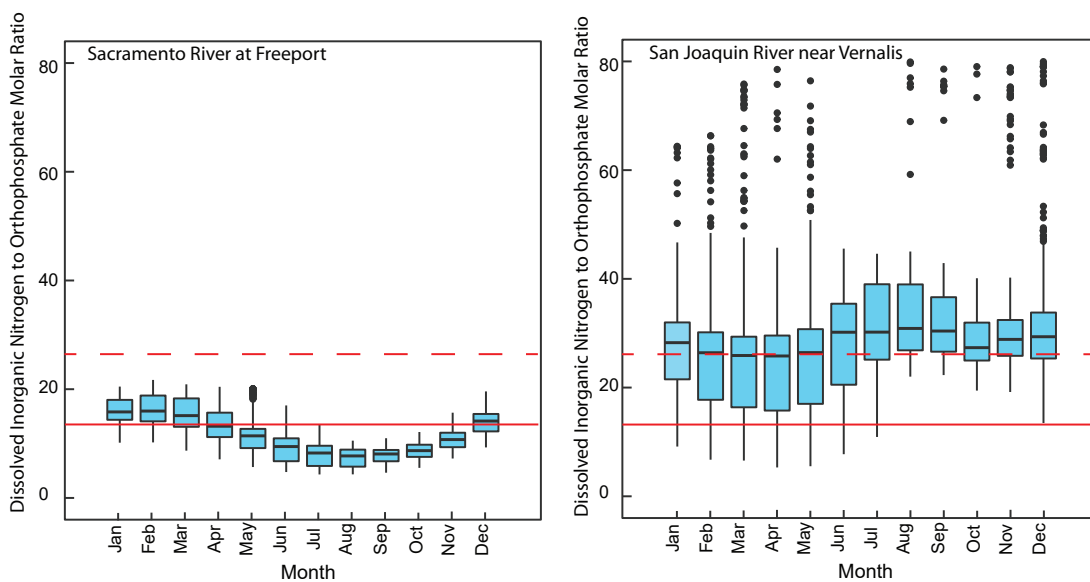 Dissolved Inorganic Nitrogen to Orthophosphate Molar Ratio
Sacramento River at Freeport
80
60
40
20
0
Jan
Feb
Mar
Apr
May
Jun
Jul
Aug
Sep
Oct
Nov
Dec
Month
Dissolved Inorganic Nitrogen to Orthophosphate Molar Ratio
San Joaquin River near Vernalis
80
60
40
20
0
Jan
Feb
Mar
Apr
May
Jun
Jul
Aug
Sep
Oct
Nov
Dec
Month